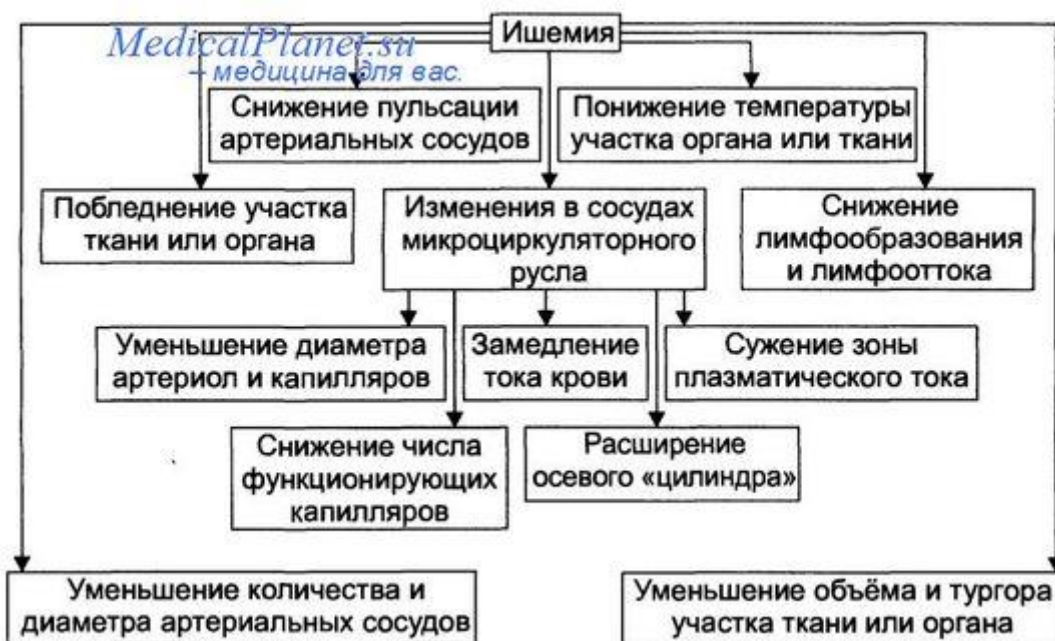 Ишемия
MedicalPlanet.su
– медицина для вас.
Снижение пульсации
артериальных сосудов
Понижение температуры
участка органа или ткани
Побледнение участка
ткани или органа
Изменения в сосудах
микроциркуляторного
русла
Снижение
лимфообразования
и лимфооттока
Уменьшение диаметра
артериол и капилляров
Замедление
тока крови
Сужение зоны
плазматического тока
Снижение числа
функционирующих
капилляров
Расширение
осевого «цилиндра»
Уменьшение количества и
диаметра артериальных сосудов
Уменьшение объёма и тургора
участка ткани или органа